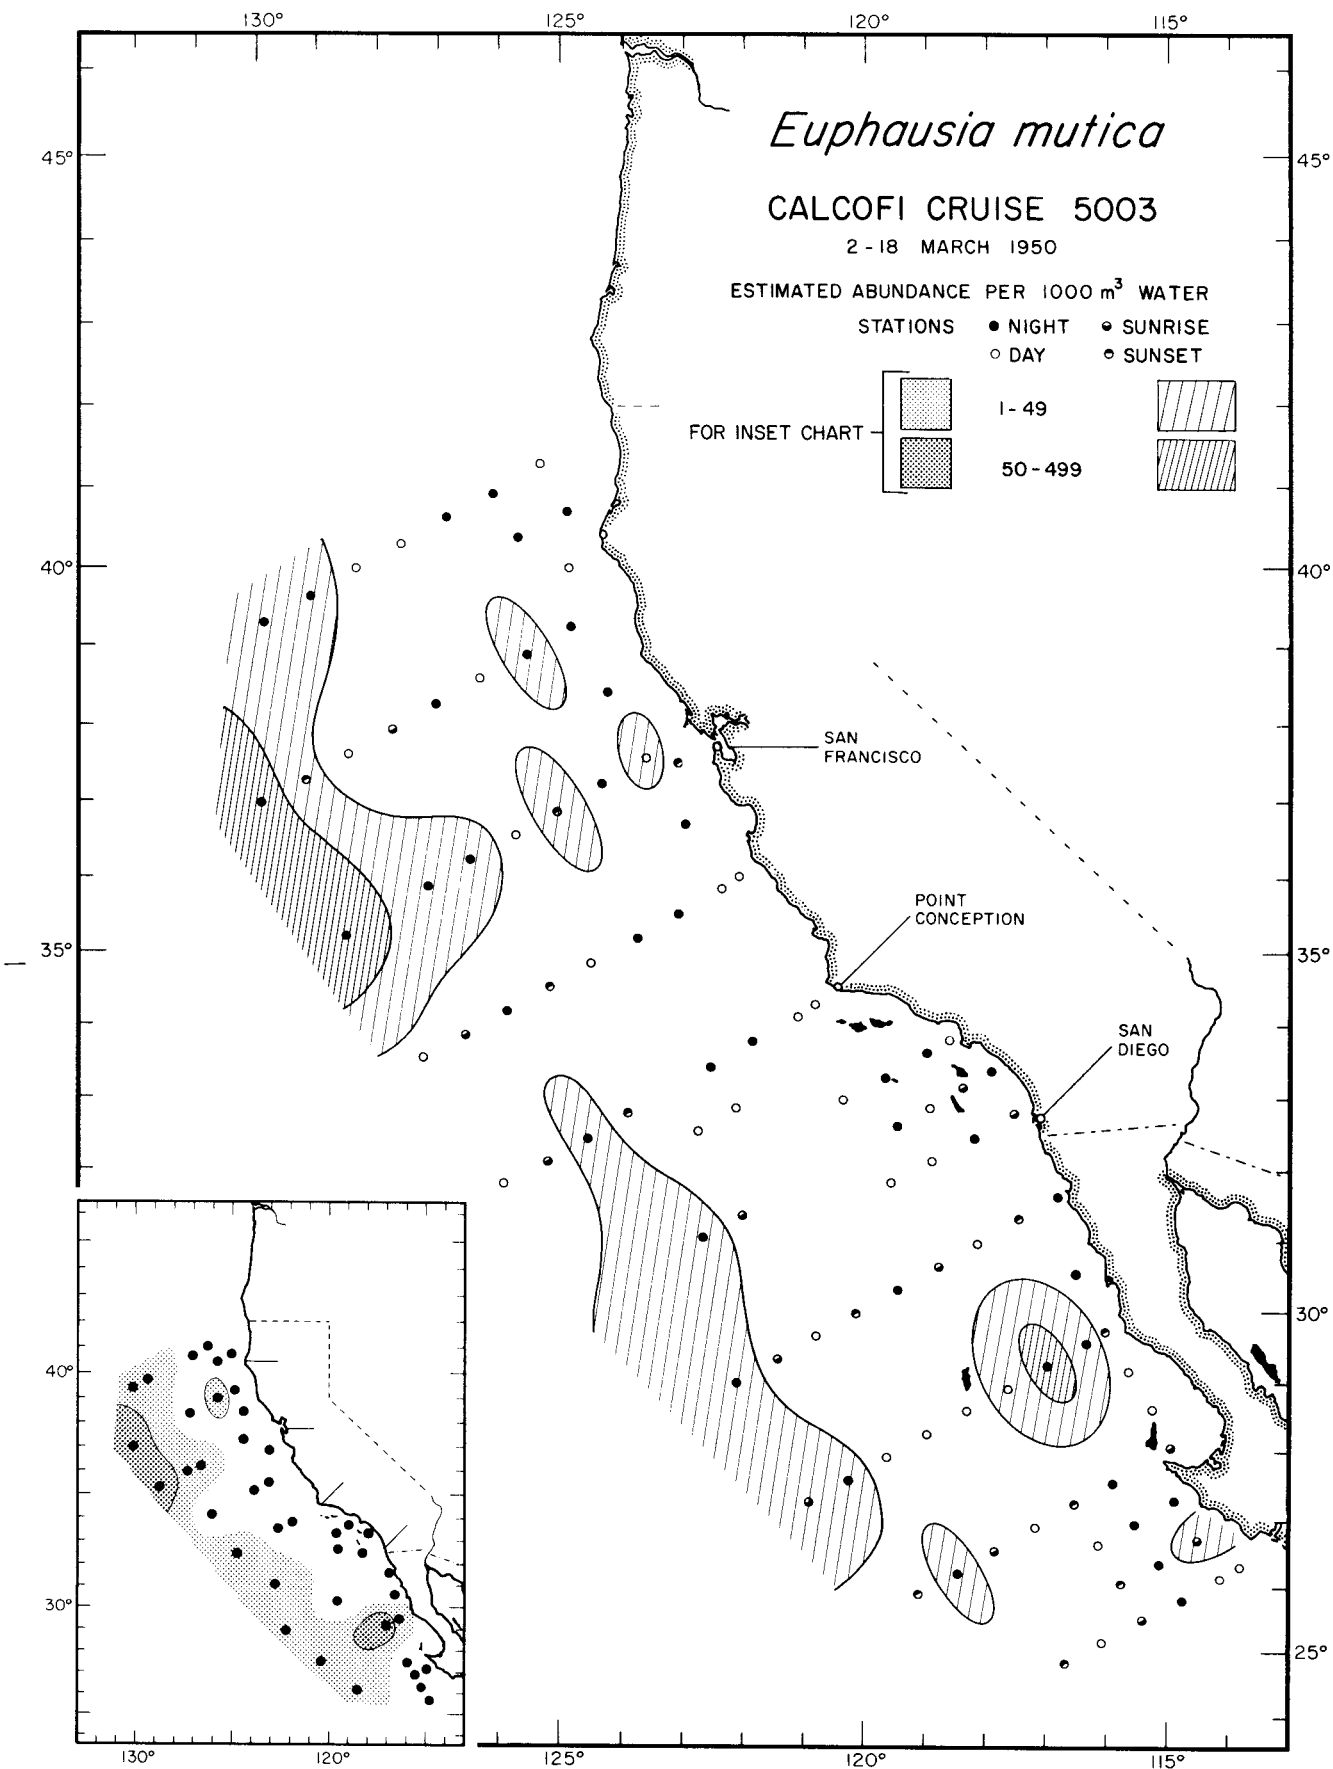 130° 125° 120° 115°
Euphausia mutica
CALCOFI CRUISE 5003
2-18 MARCH 1950
ESTIMATED ABUNDANCE PER 1000 m³ WATER
STATIONS ● NIGHT ◒ SUNRISE
○ DAY ◓ SUNSET
1-49
FOR INSET CHART
50-499
45° 45°
40° 40°
SAN
FRANCISCO
POINT
CONCEPTION
35° 35°
SAN
DIEGO
30°
25°
40°
30°
130° 120°
125° 120° 115°